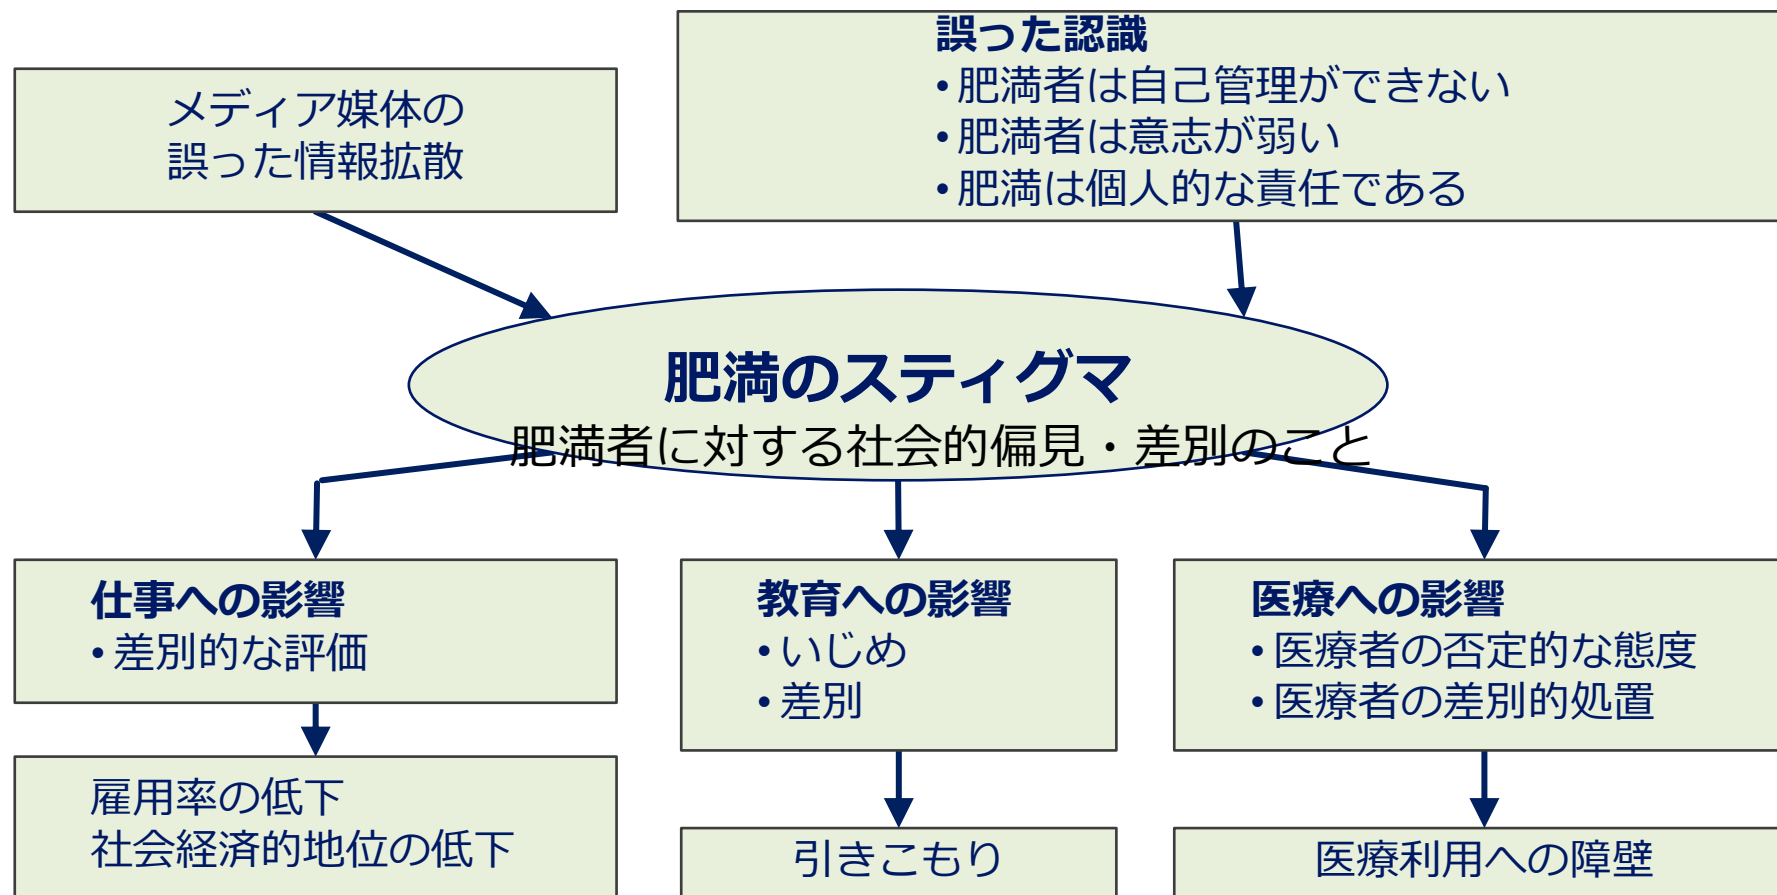 メディア媒体の
誤った情報拡散
誤った認識
•肥満者は自己管理ができない
•肥満者は意志が弱い
•肥満は個人的な責任である
肥満のスティグマ
肥満者に対する社会的偏見・差別のこと
仕事への影響
•差別的な評価
雇用率の低下
社会経済的地位の低下
教育への影響
•いじめ
•差別
引きこもり
医療への影響
•医療者の否定的な態度
•医療者の差別的処置
医療利用への障壁